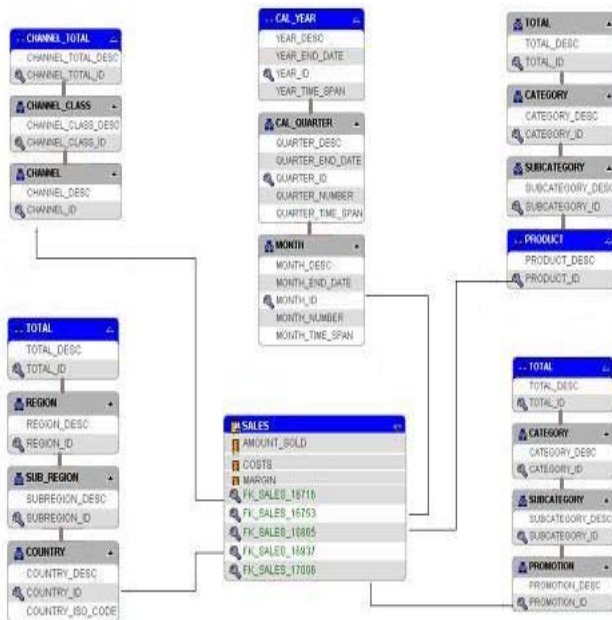 CHANNEL_TOTAL
CHANNEL_TOTAL_DESC
CHANNEL_TOTAL_ID
CHANNEL_CLASS
CHANNEL_CLASS_DESC
CHANNEL_CLASS_ID
CHANNEL
CHANNEL_DESC
CHANNEL_ID
CAL_YEAR
YEAR_DESC
YEAR_END_DATE
YEAR_ID
YEAR_TIME_SPAN
CAL_QUARTER
QUARTER_DESC
QUARTER_END_DATE
QUARTER_ID
QUARTER_NUMBER
QUARTER_TIME_SPAN
MONTH
MONTH_DESC
MONTH_END_DATE
MONTH_ID
MONTH_NUMBER
MONTH_TIME_SPAN
TOTAL
TOTAL_DESC
TOTAL_ID
CATEGORY
CATEGORY_DESC
CATEGORY_ID
SUBCATEGORY
SUBCATEGORY_DESC
SUBCATEGORY_ID
PRODUCT
PRODUCT_DESC
PRODUCT_ID
TOTAL
TOTAL_DESC
TOTAL_ID
REGION
REGION_DESC
REGION_ID
SUB_REGION
SUBREGION_DESC
SUBREGION_ID
COUNTRY
COUNTRY_DESC
COUNTRY_ID
COUNTRY_ISO_CODE
SALES
AMOUNT_SOLD
COSTS
MARGIN
FK_SALES_16716
FK_SALES_16753
FK_SALES_16937
TOTAL
TOTAL_DESC
TOTAL_ID
CATEGORY
CATEGORY_DESC
CATEGORY_ID
SUBCATEGORY
SUBCATEGORY_DESC
SUBCATEGORY_ID
PROMOTION
PROMOTION_DESC
PROMOTION_ID